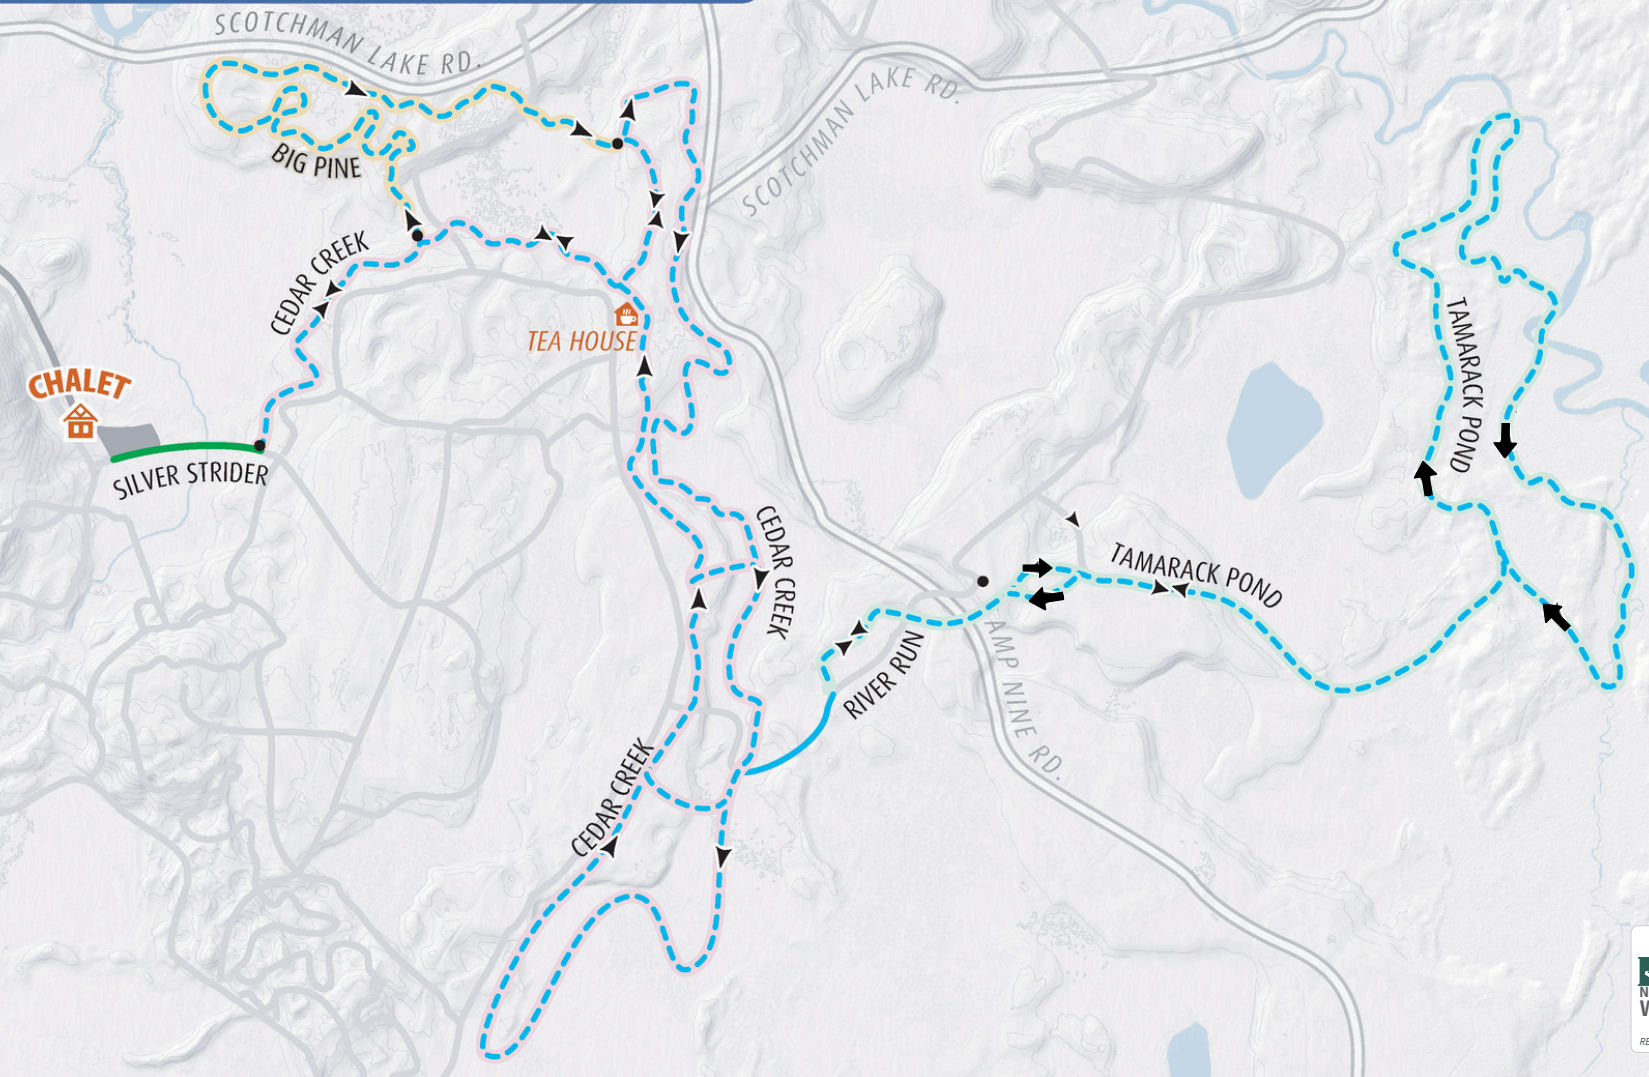 SCOTCHMAN LAKE RD.
SCOTCHMAN LAKE RD.
BIG PINE
CEDAR CREEK
TEA HOUSE
CHALET
SILVER STRIDER
TAMARACK POND
CEDAR CREEK
TAMARACK POND
RIVER RUN
AMP NINE RD.
CEDAR CREEK
N
W
RE